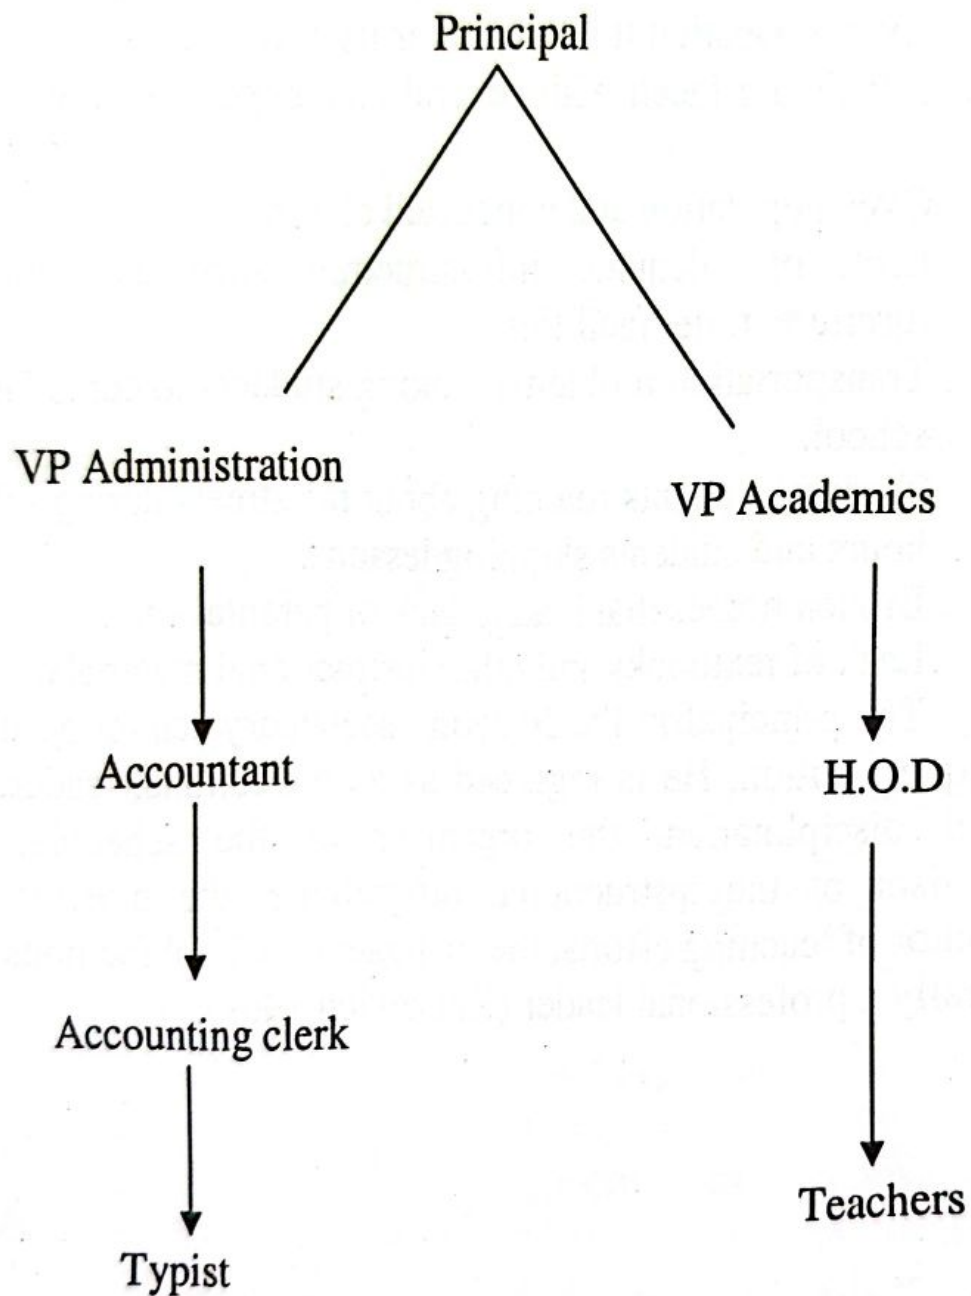 Principal
VP Administration
VP Academics
Accountant
H.O.D
Accounting clerk
Teachers
Typist